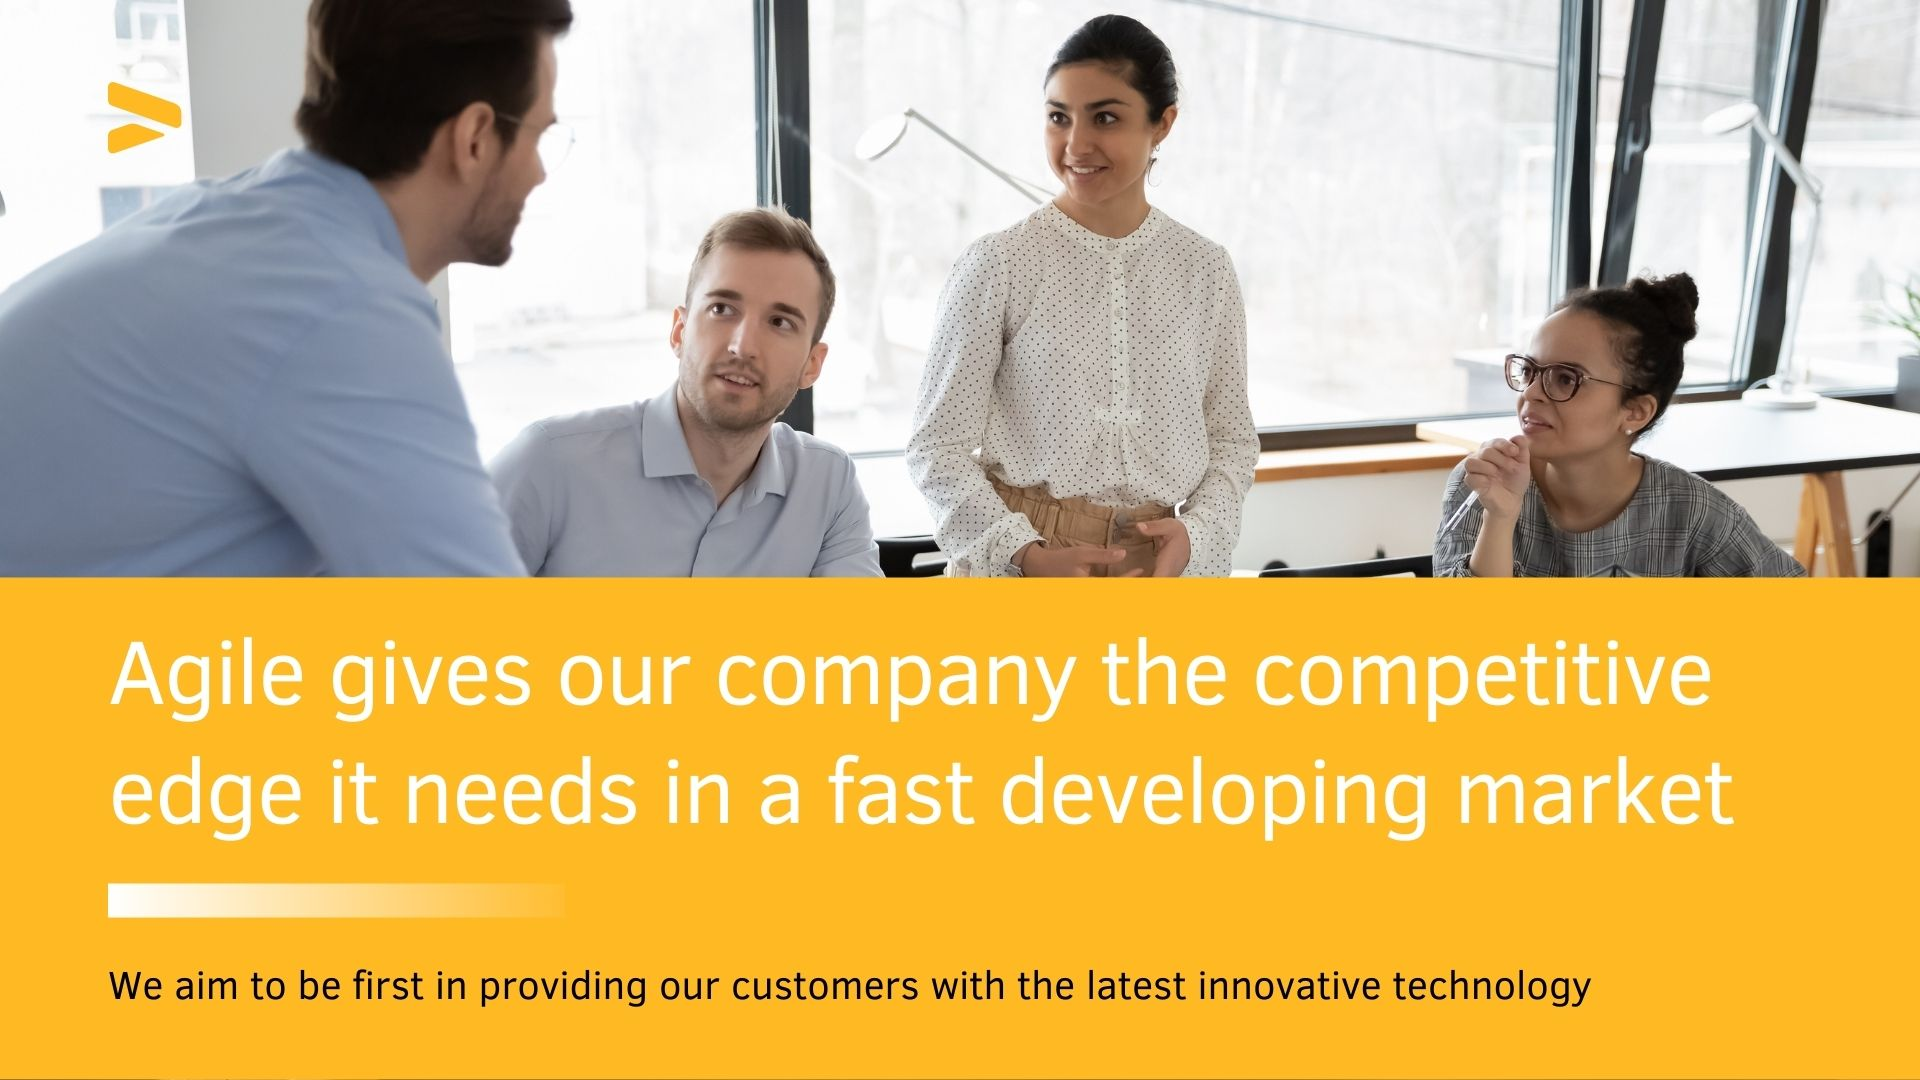 Agile gives our company the competitive
edge it needs in a fast developing market
We aim to be first in providing our customers with the latest innovative technology